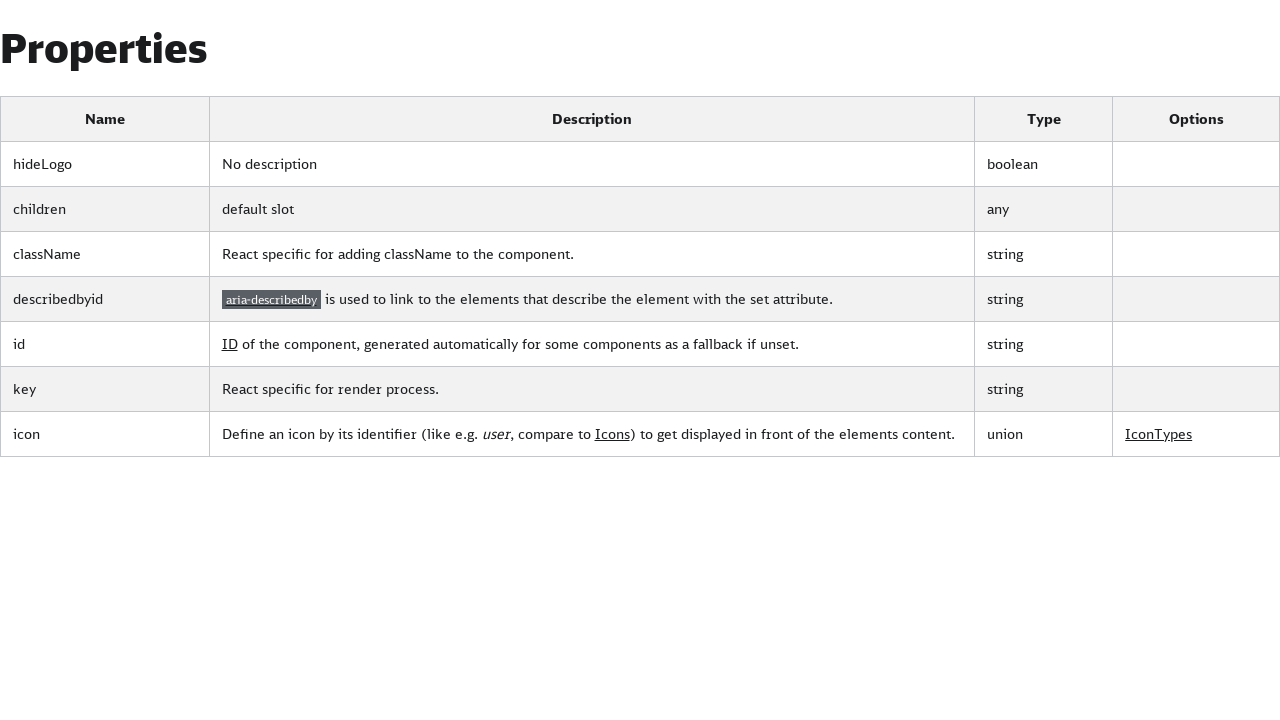 Properties
Name Description Type Options
hideLogo No description boolean
children default slot any
className React specific for adding className to the component. string
describedbyid aria-describedby is used to link to the elements that describe the element with the set attribute. string
id ID of the component, generated automatically for some components as a fallback if unset. string
key React specific for render process. string
icon Define an icon by its identifier (like e.g. user, compare to Icons) to get displayed in front of the elements content. union IconTypes